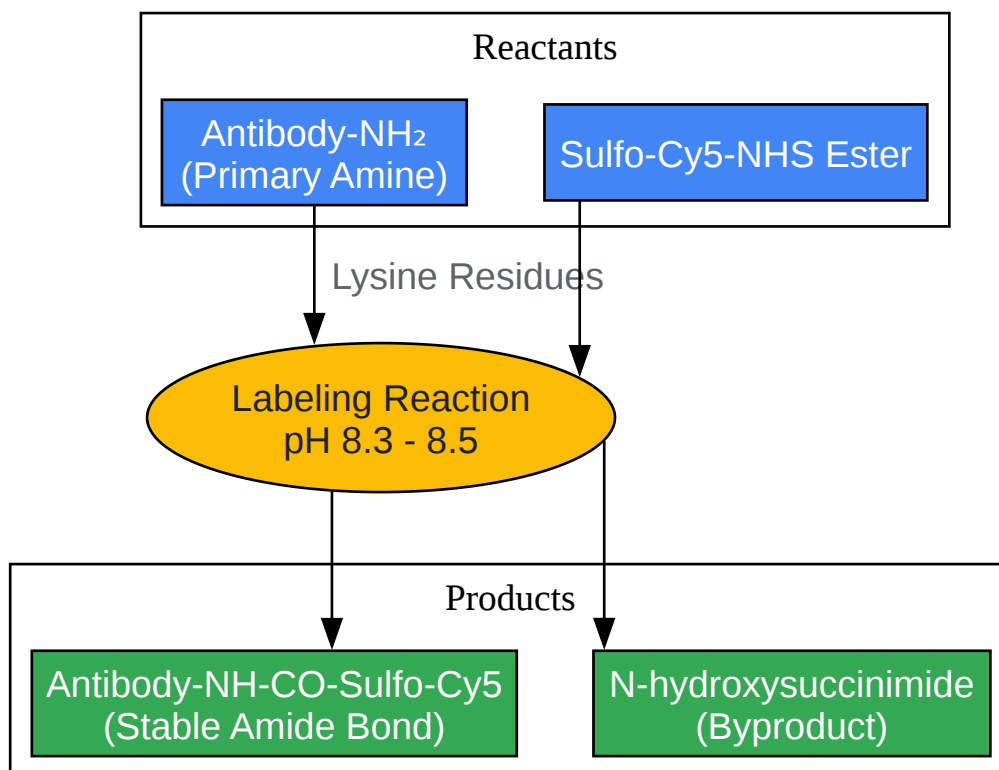 Reactants
Antibody-NH₂
(Primary Amine)
Sulfo-Cy5-NHS Ester
Lysine Residues
Labeling Reaction
pH 8.3 - 8.5
Products
Antibody-NH-CO-Sulfo-Cy5
(Stable Amide Bond)
N-hydroxysuccinimide
(Byproduct)